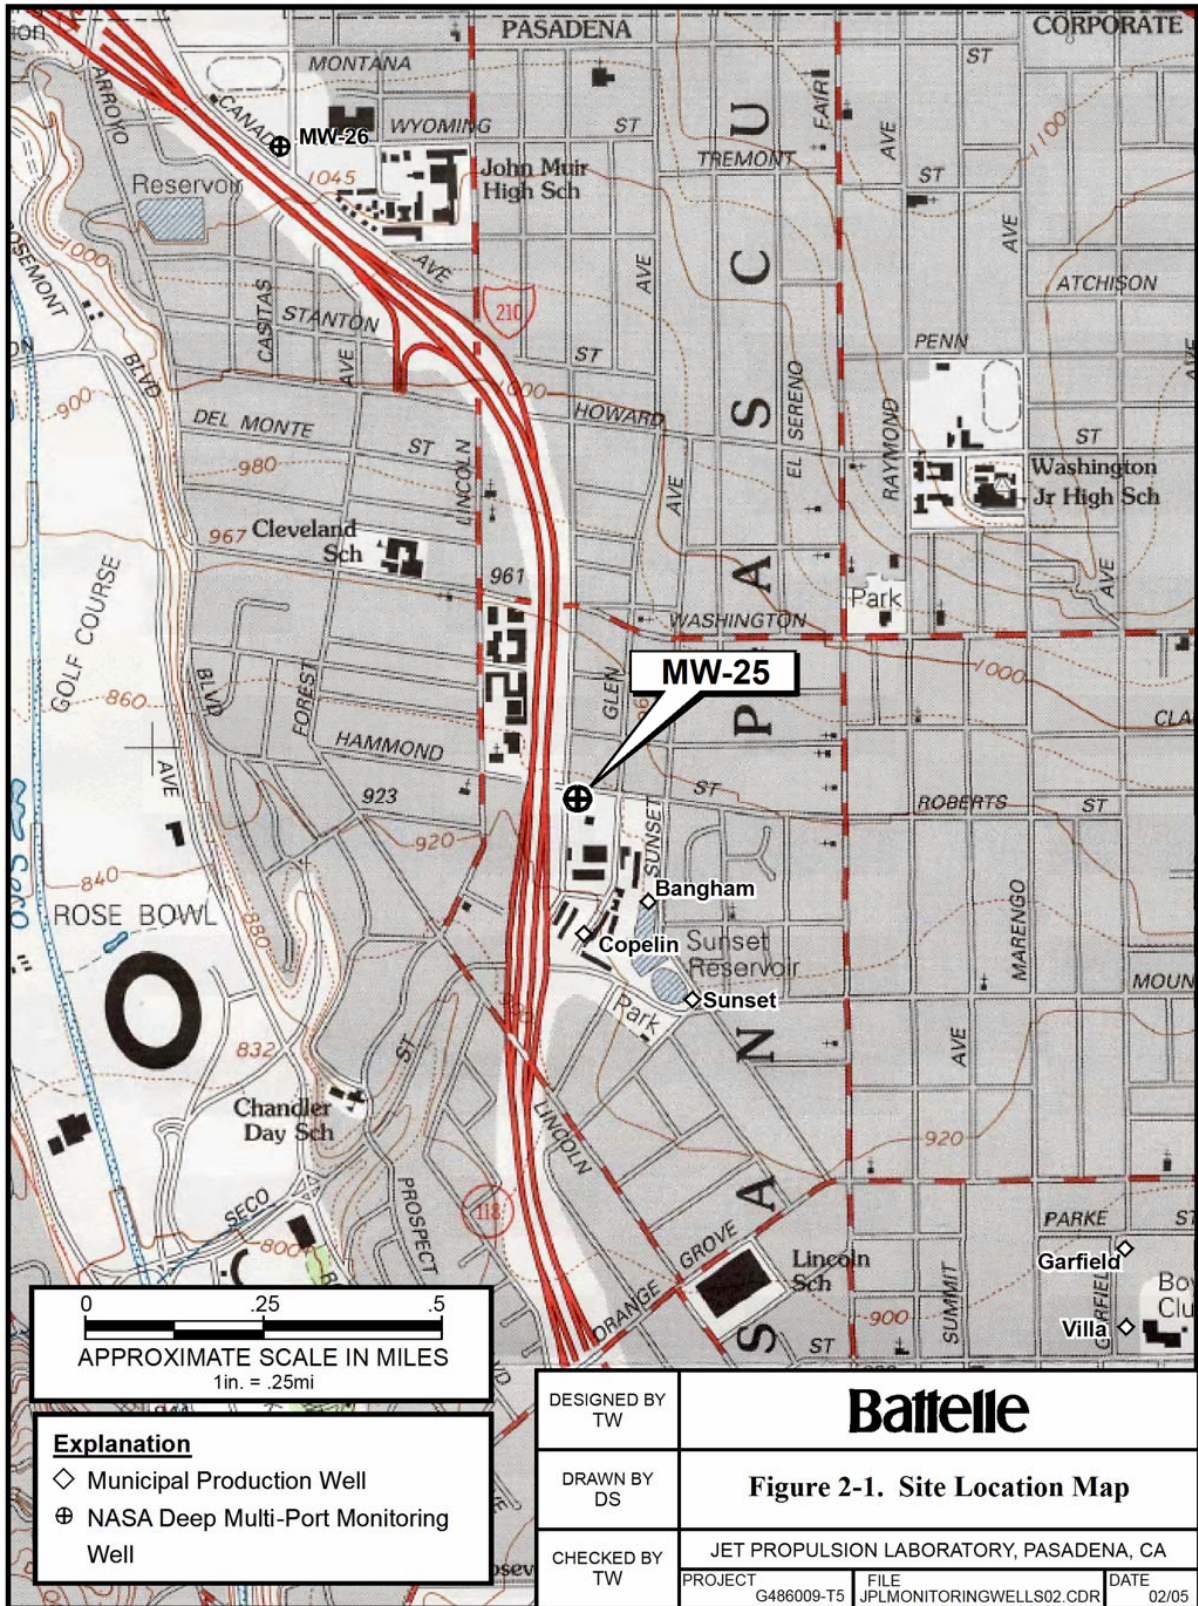 PASADENA
CORPORATE
MONTANA
ST
ARROYO
CANADA
MW-26
WYOMING
ST
FAIR
AVE
TREMONT
ST
Reservoir
1045
John Muir
High Sch
1100
AVE
AVE
AVE
ATCHISON
1000
ROSEMONT
CASITAS
AVE
STANTON
ST
210
PENN
AVE
BLVD
900
1000
HOWARD
DEL MONTE
ST
EL SERENO
RAYMOND
ST
980
LINCOLN
AVE
Washington
Jr High Sch
967
Cleveland
Sch
961
GOLF COURSE
Park
AVE
WASHINGTON
1000
MW-25
860
BLVD
FOREST
GLEN
CLA
HAMMOND
AVE
923
ST
ROBERTS
ST
920
SUNSET
840
ROSE BOWL
880
Bangham
Copelin
Sunset
Reservoir
Sunset
Park
MARENGO
MOUN
AVE
832
ST
Chandler
Day Sch
LINCOLN
920
SECO
PROSPECT
118
800
ORANGE GROVE
Lincoln
Sch
PARKE
ST
SUMMIT
Garfield
GARFIELD
Villa
900
ST
S A N P A S C U
0 .25 .5
APPROXIMATE SCALE IN MILES
1in. = .25mi
Explanation
Municipal Production Well
NASA Deep Multi-Port Monitoring
Well
DESIGNED BY
TW
Battelle
DRAWN BY
DS
Figure 2-1. Site Location Map
CHECKED BY
TW
JET PROPULSION LABORATORY, PASADENA, CA
PROJECT
G486009-T5
FILE
JPLMONITORINGWELLS02.CDR
DATE
02/05